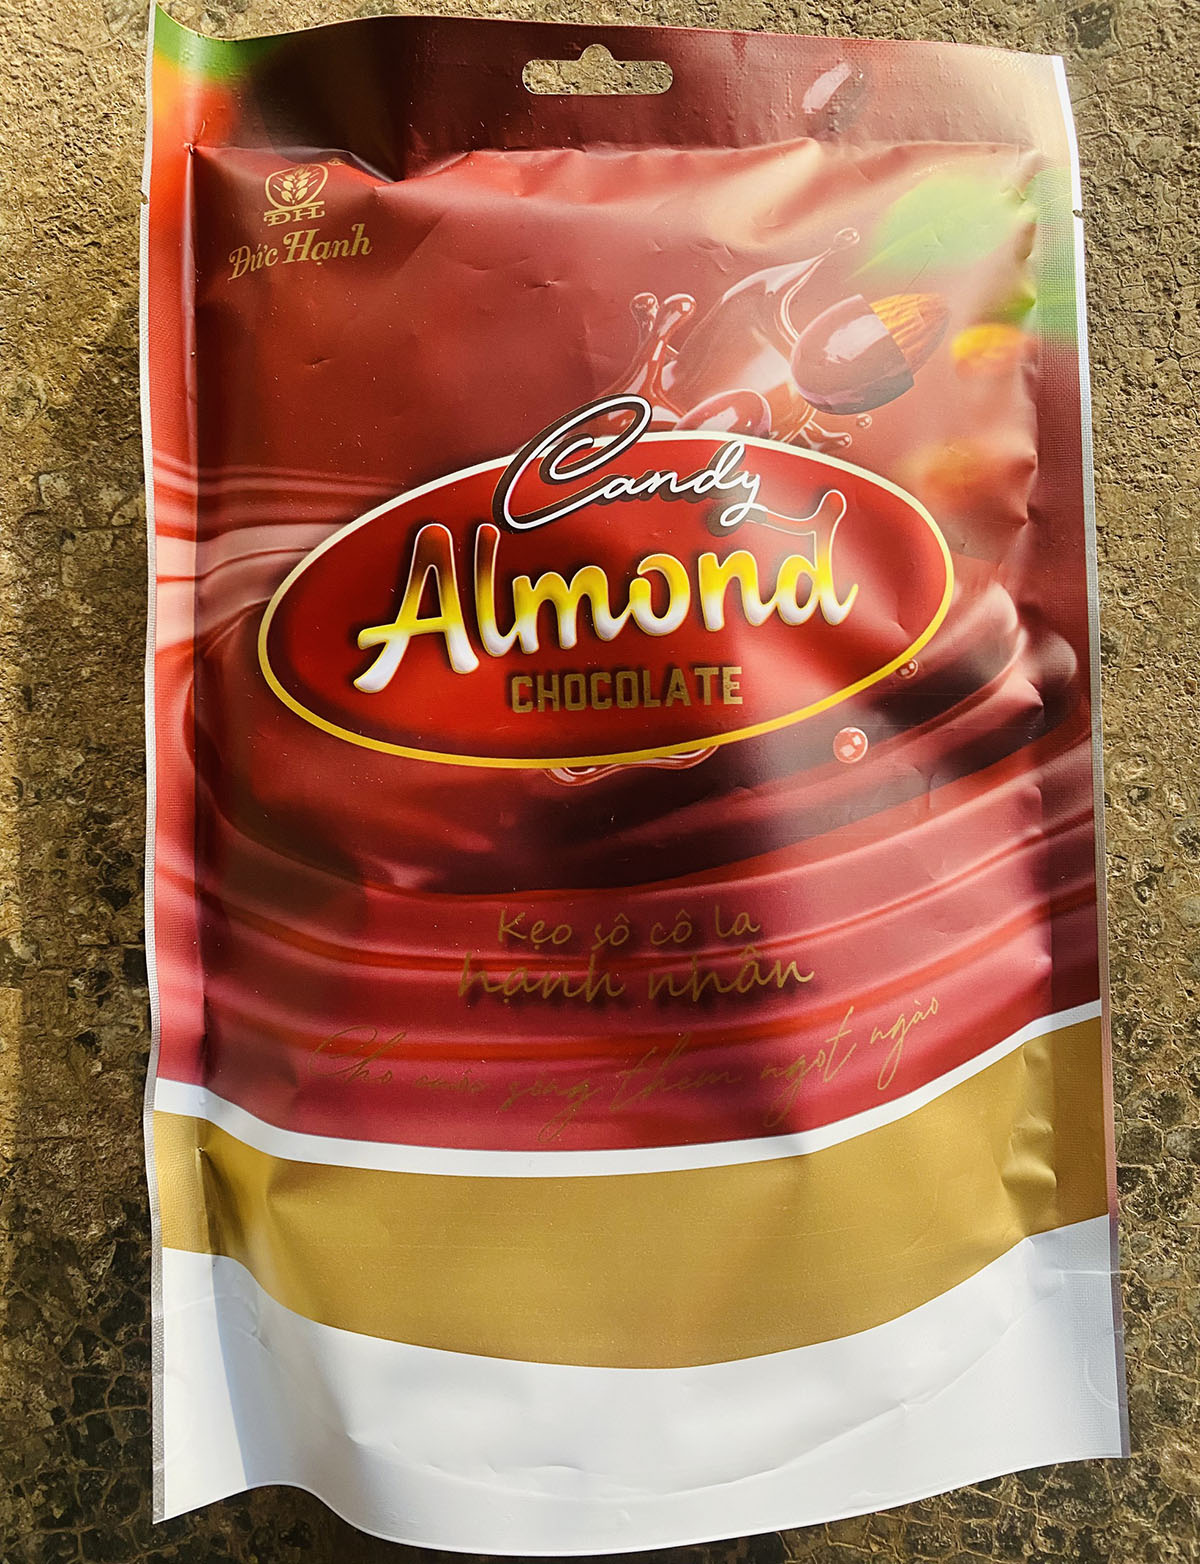 ĐH
Đức Hạnh
Candy
Almond
CHOCOLATE
Kẹo sô cô la
hạnh nhân
Cho cuộc sống thêm ngọt ngào